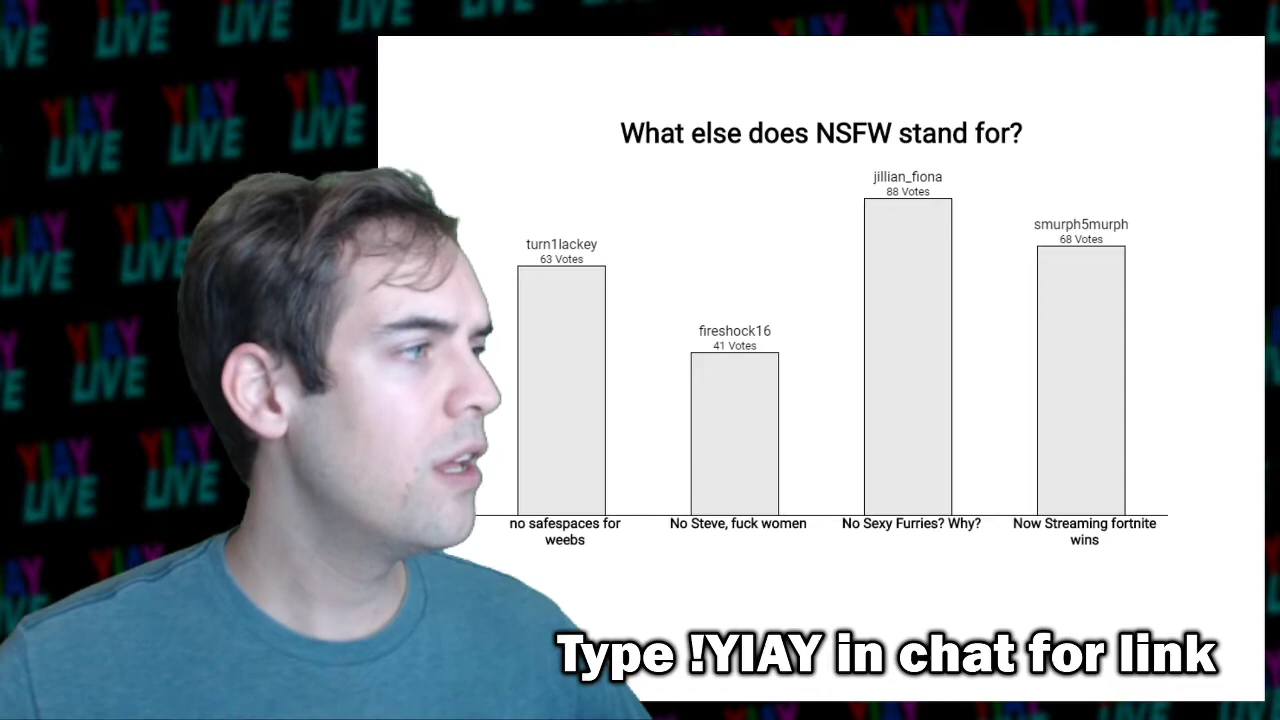 YIAY LIVE
What else does NSFW stand for?
jillian_fiona
88 Votes
smurph5murph
68 Votes
turn1lackey
63 Votes
fireshock16
41 Votes
no safespaces for
weebs
No Steve, fuck women
No Sexy Furries? Why?
Now Streaming fortnite
wins
Type !YIAY in chat for link